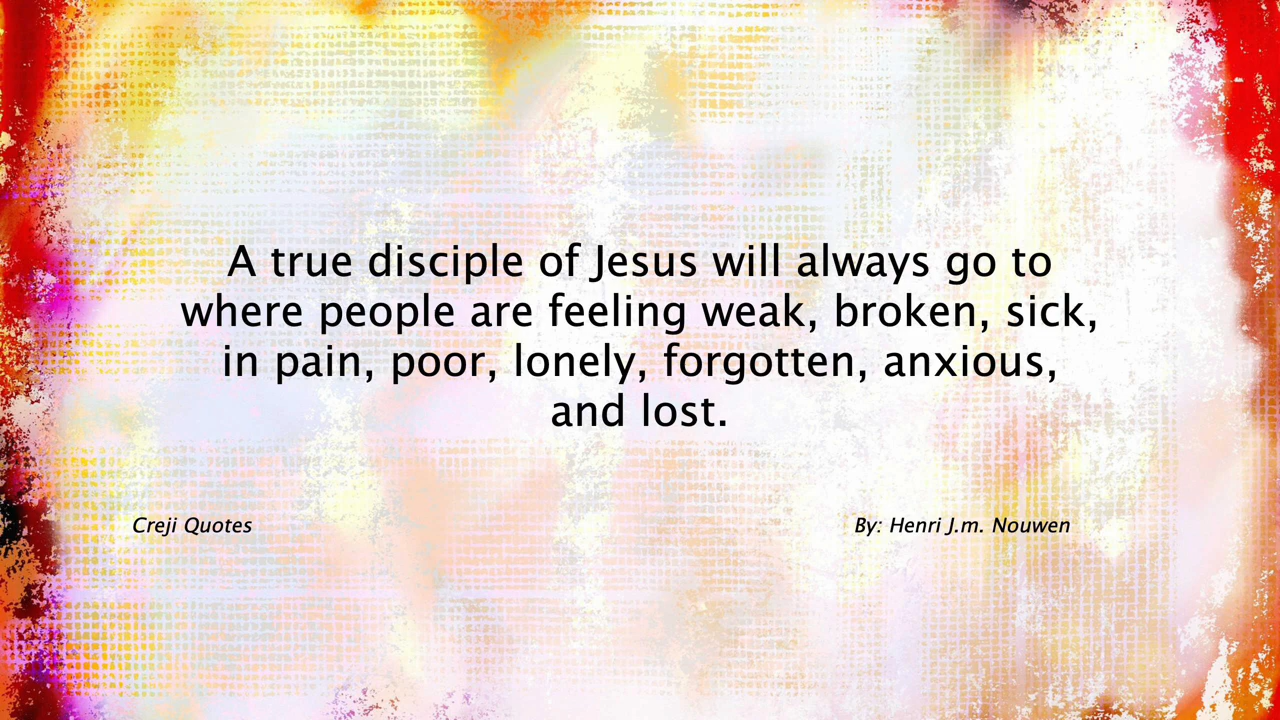 A true disciple of Jesus will always go to
where people are feeling weak, broken, sick,
in pain, poor, lonely, forgotten, anxious,
and lost.
Creji Quotes
By: Henri J.m. Nouwen